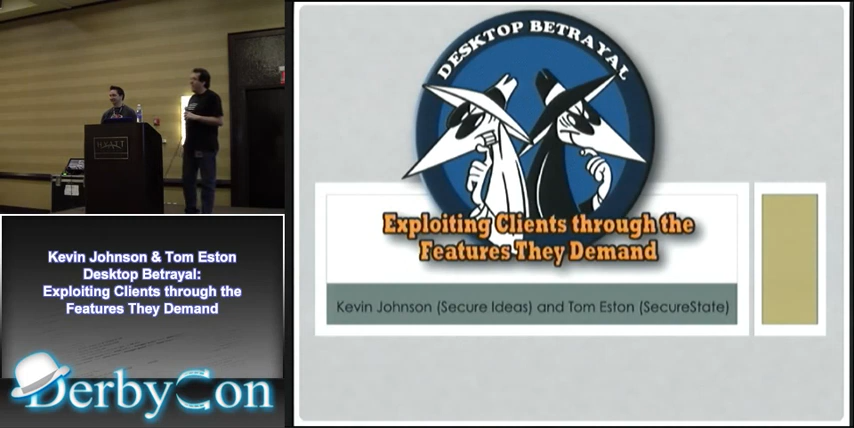 HYATT
Kevin Johnson & Tom Eston
Desktop Betrayal:
Exploiting Clients through the
Features They Demand
DerbyCon
DESKTOP BETRAYAL
Exploiting Clients through the
Features They Demand
Kevin Johnson (Secure Ideas) and Tom Eston (SecureState)